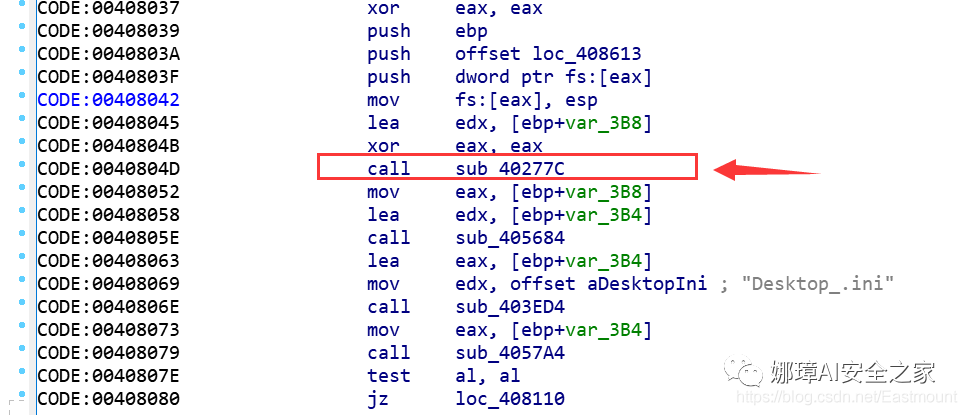 CODE:00408037 xor eax, eax
CODE:00408039 push ebp
CODE:0040803A push offset loc_408613
CODE:0040803F push dword ptr fs:[eax]
CODE:00408042 mov fs:[eax], esp
CODE:00408045 lea edx, [ebp+var_3B8]
CODE:0040804B xor eax, eax
CODE:0040804D call sub_40277C
CODE:00408052 mov eax, [ebp+var_3B8]
CODE:00408058 lea edx, [ebp+var_3B4]
CODE:0040805E call sub_405684
CODE:00408063 lea eax, [ebp+var_3B4]
CODE:00408069 mov edx, offset aDesktopIni ; "Desktop_.ini"
CODE:0040806E call sub_403ED4
CODE:00408073 mov eax, [ebp+var_3B4]
CODE:00408079 call sub_4057A4
CODE:0040807E test al, al
CODE:00408080 jz loc_408110
娜璋AI安全之家
https://blog.csdn.net/Eastmount